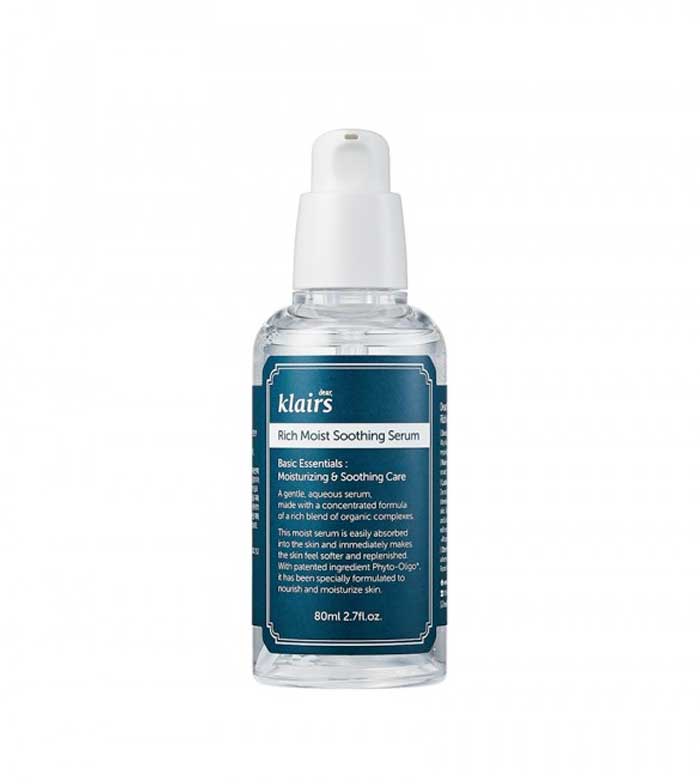 dear,
klairs
Rich Moist Soothing Serum
Basic Essentials :
Moisturizing & Soothing Care
A gentle, aqueous serum,
made with a concentrated formula
of a rich blend of organic complexes.
This moist serum is easily absorbed
into the skin and immediately makes
the skin feel softer and replenished.
With patented ingredient Phyto-Oligo*,
it has been specially formulated to
nourish and moisturize skin.
80ml 2.7fl.oz.